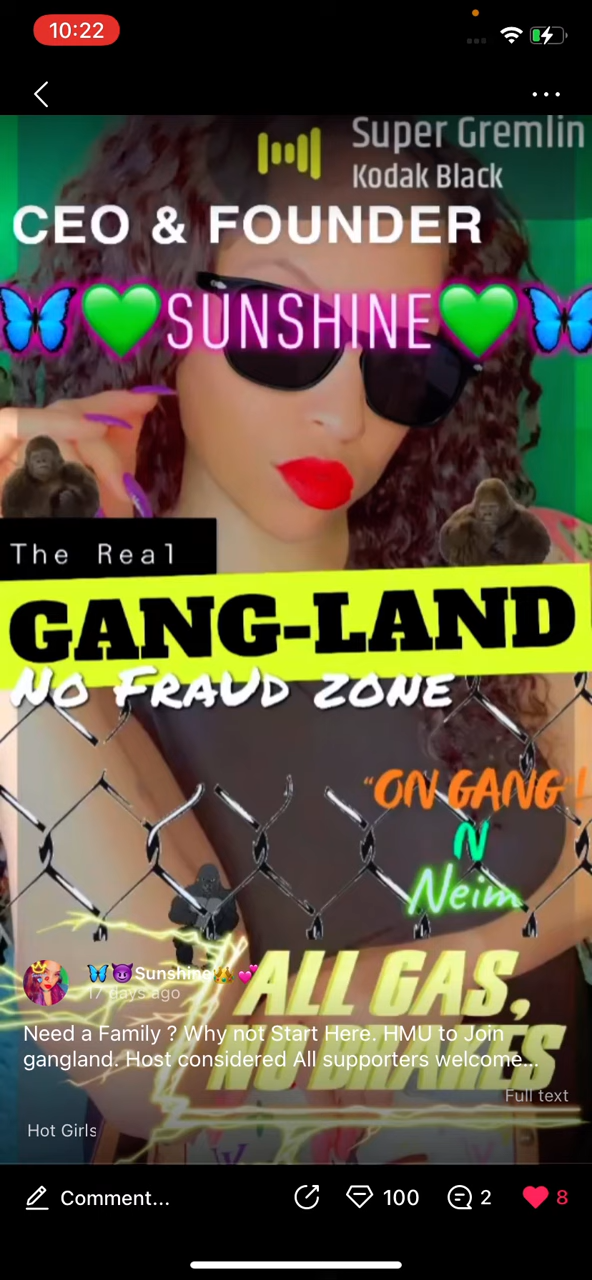 10:22
Super Gremlin
Kodak Black
CEO & FOUNDER
🦋💚SUNSHINE💚🦋
The Real
GANG-LAND
NO FRAUD ZONE
"ON GANG"!
N
Neim
ALL GAS,
NO BRAKES
🦋😈Sunshine👑💕
17 days ago
Need a Family ? Why not Start Here. HMU to Join
gangland. Host considered All supporters welcome...
Full text
Hot Girls
Comment...
100
2
8